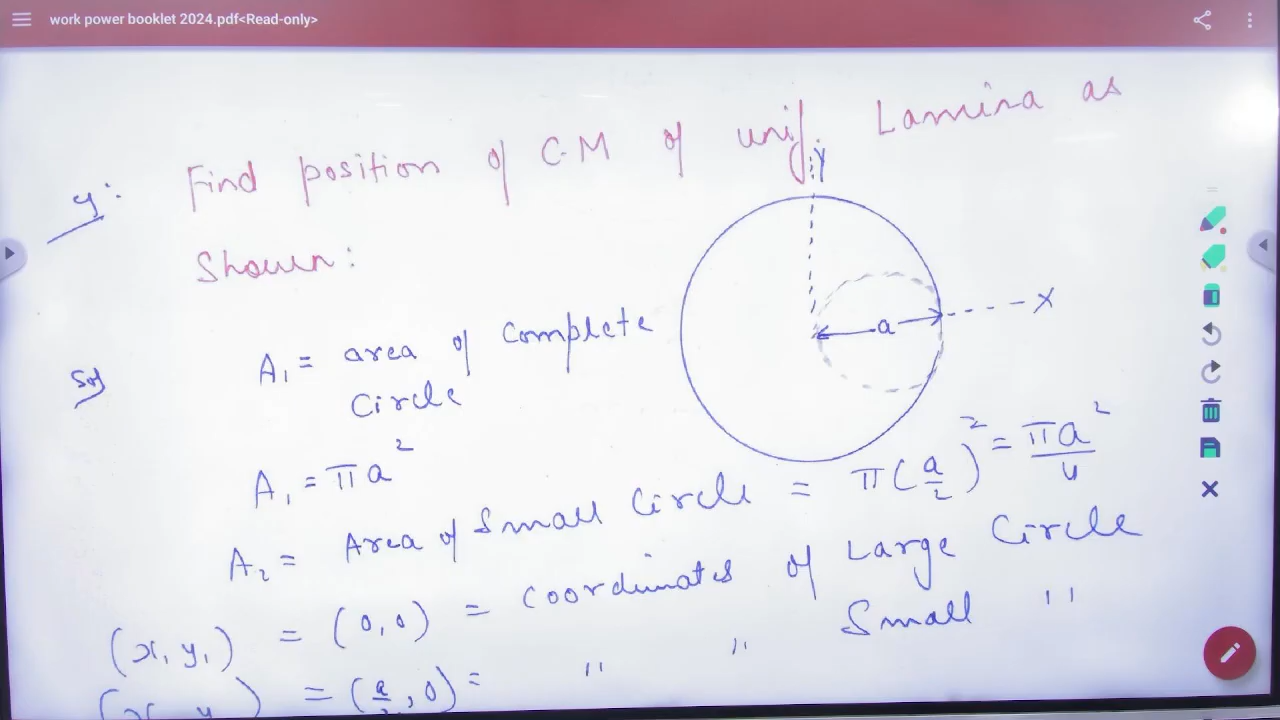 work power booklet 2024.pdf<Read-only>
y: Find position of C.M of unif. Lamina as
Shown:
Y
a
X
Sol A₁ = area of Complete
Circle
A₁ = πa²
A₂ = Area of Small Circle = π(a/2)² = πa²/4
(x₁ y₁) = (0,0) = Coordinates of Large Circle
= (a/2, 0) = " " Small "